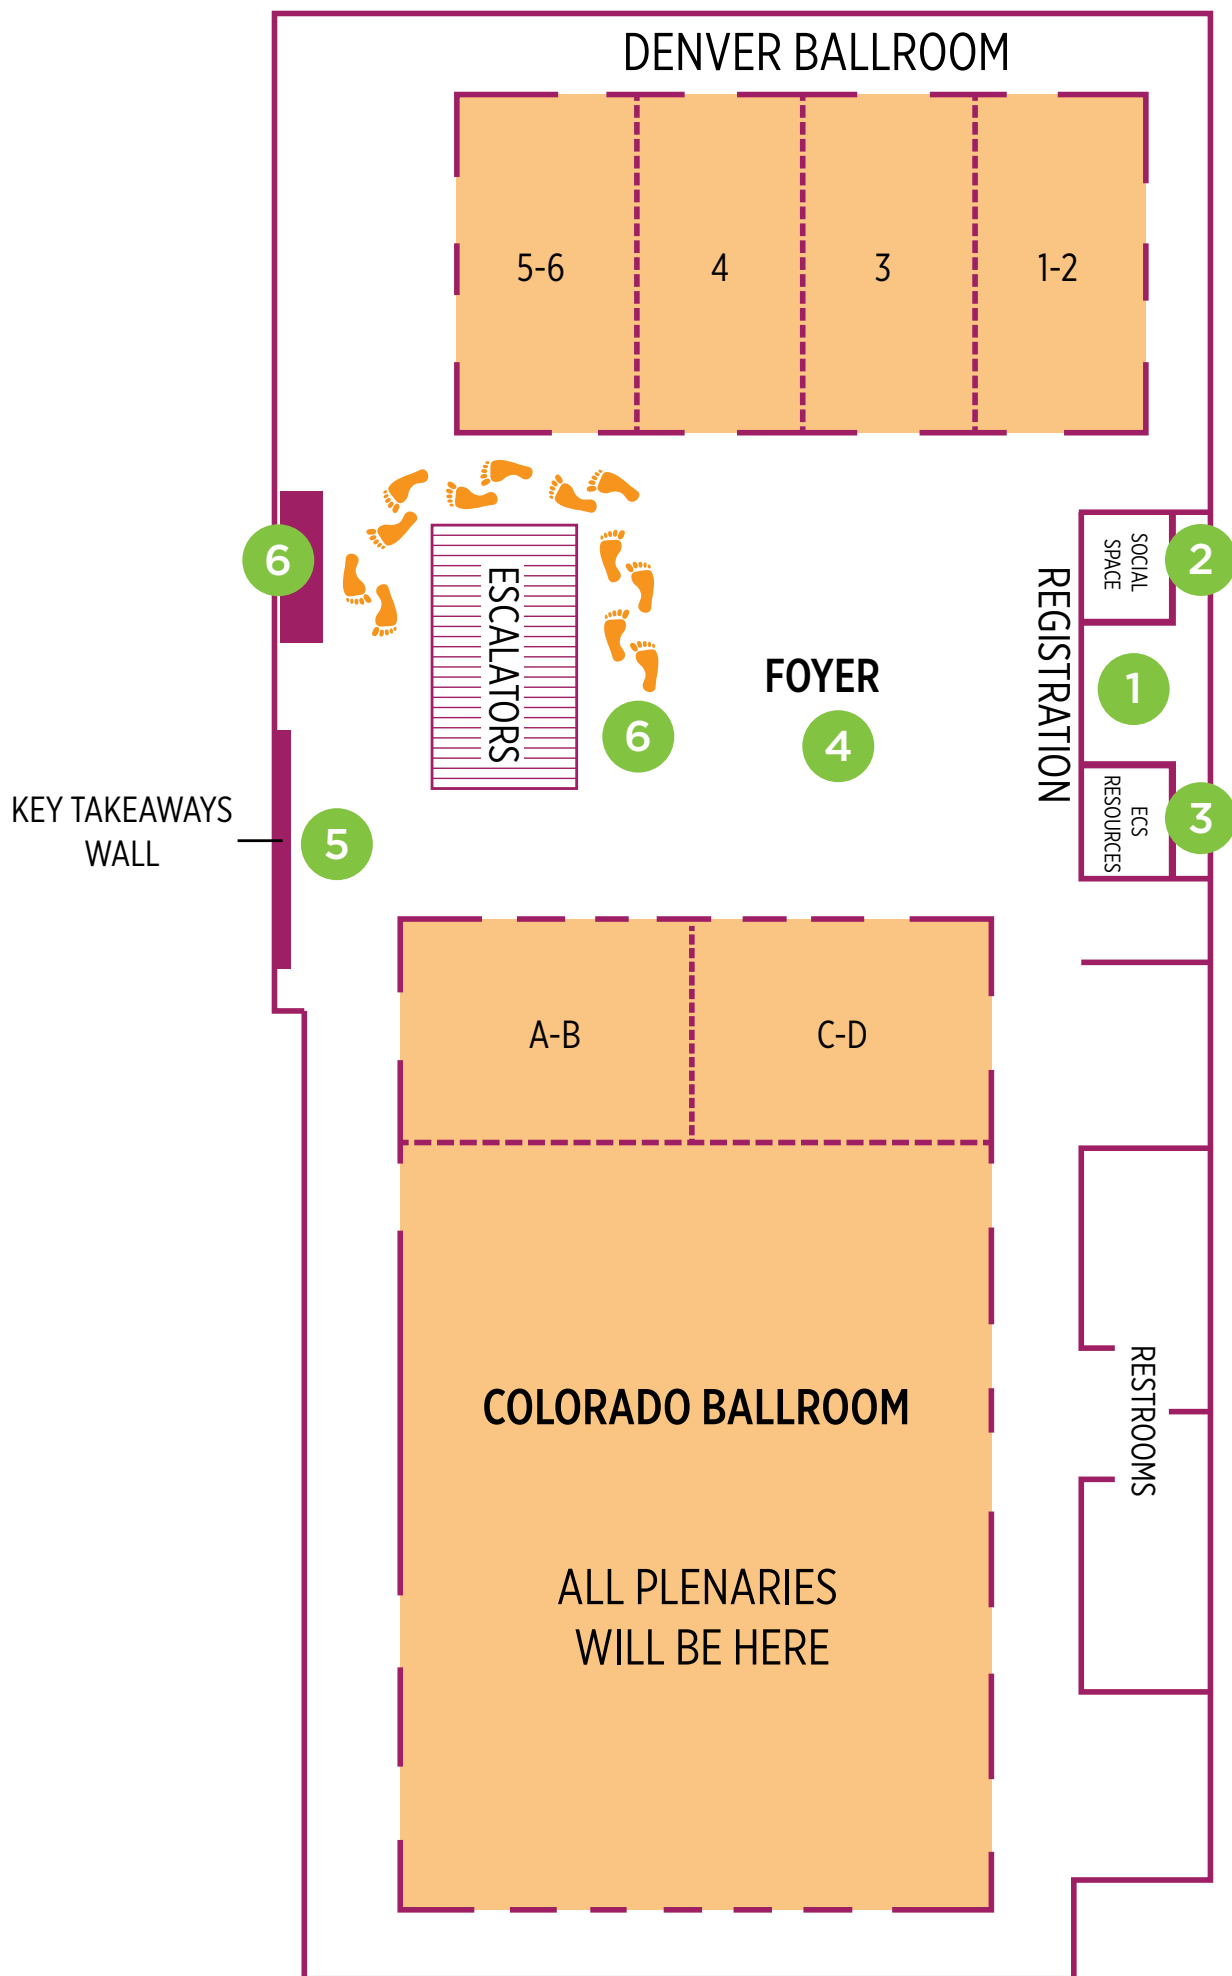 DENVER BALLROOM
5-6
4
3
1-2
6
ESCALATORS
6
FOYER
4
REGISTRATION
SOCIAL
SPACE
2
1
ECS
RESOURCES
3
KEY TAKEAWAYS
WALL
5
A-B
C-D
COLORADO BALLROOM
ALL PLENARIES
WILL BE HERE
RESTROOMS